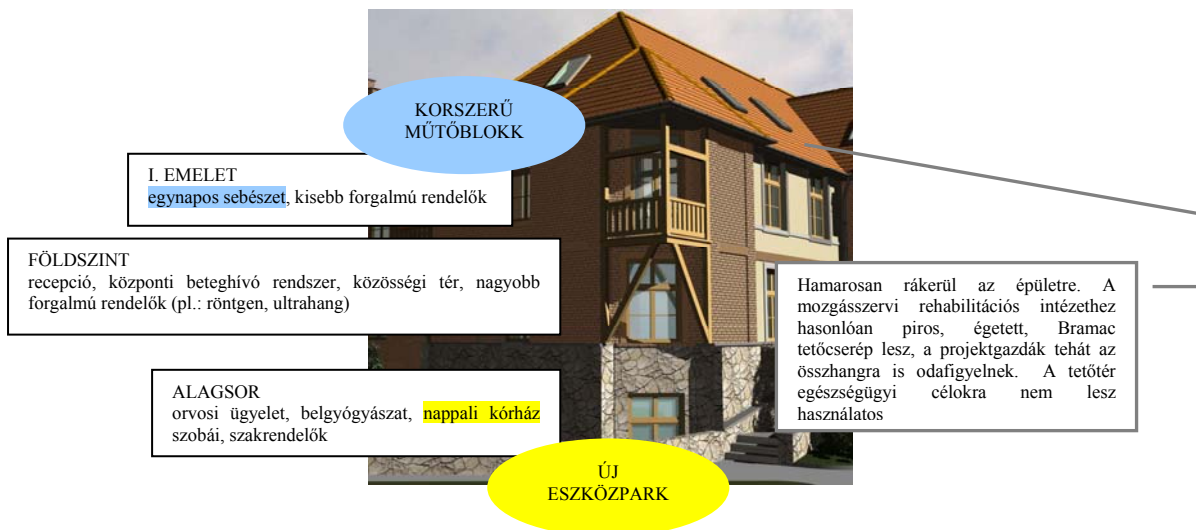 KORSZERŰ
MŰTŐBLOKK
I. EMELET
egynapos sebészet, kisebb forgalmú rendelők
FÖLDSZINT
recepció, központi beteghívó rendszer, közösségi tér, nagyobb
forgalmú rendelők (pl.: röntgen, ultrahang)
Hamarosan rákerül az épületre. A
mozgásszervi rehabilitációs intézethez
hasonlóan piros, égetett, Bramac
tetőcserép lesz, a projektgazdák tehát az
összhangra is odafigyelnek. A tetőtér
egészségügyi célokra nem lesz
használatos
ALAGSOR
orvosi ügyelet, belgyógyászat, nappali kórház
szobái, szakrendelők
ÚJ
ESZKÖZPARK